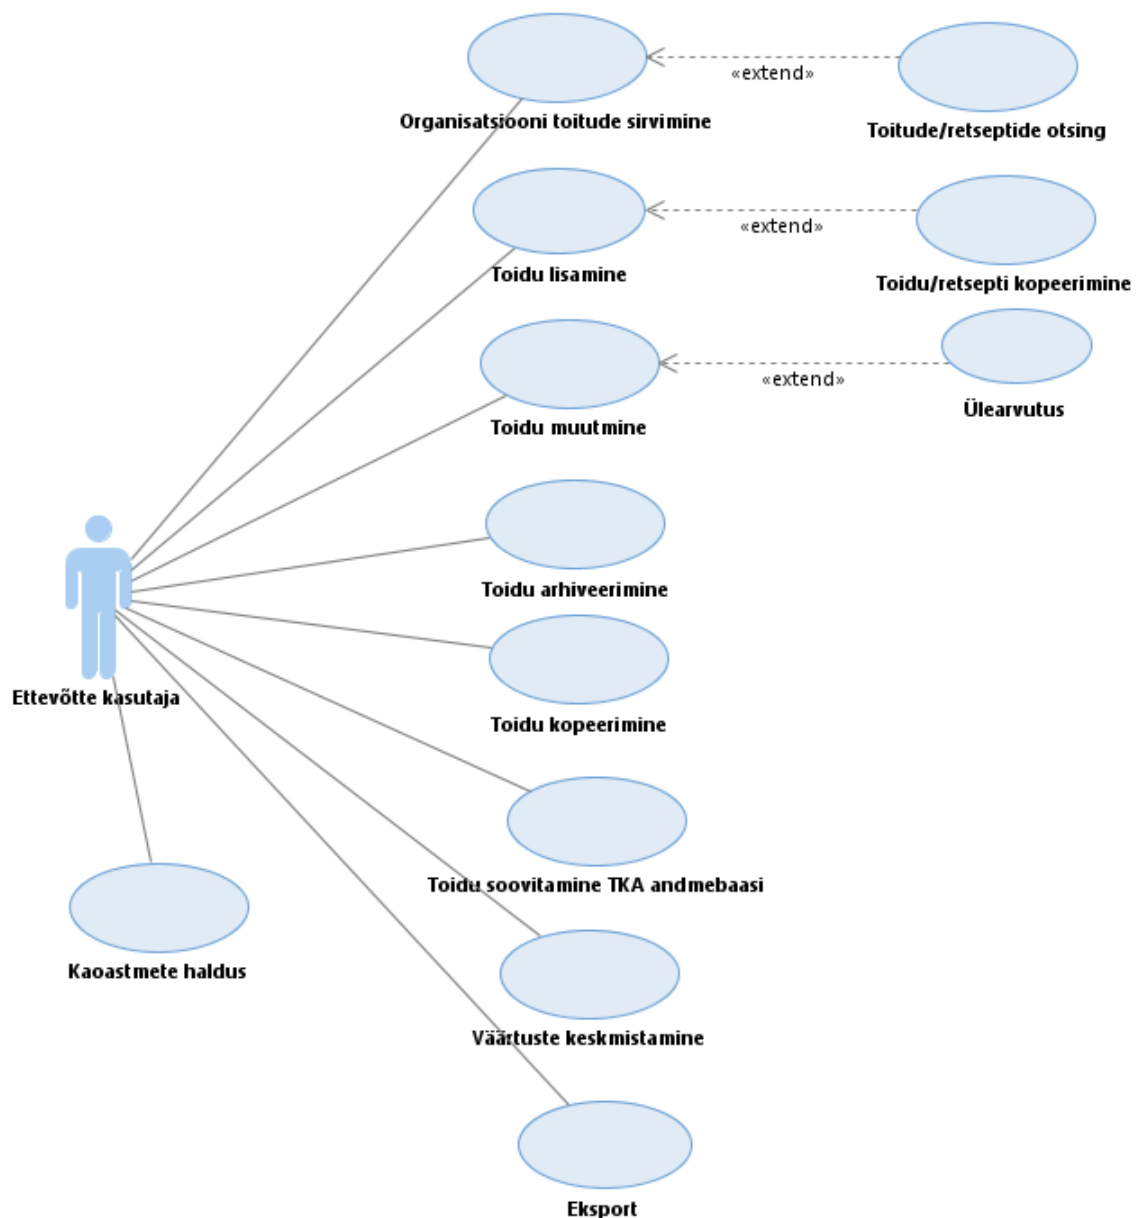 «extend»
Organisatsiooni toitude sirvimine
Toitude/retseptide otsing
«extend»
Toidu lisamine
Toidu/retsepti kopeerimine
«extend»
Toidu muutmine
Ülearvutus
Toidu arhiveerimine
Ettevõtte kasutaja
Toidu kopeerimine
Toidu soovitamine TKA andmebaasi
Kaoastmete haldus
Väärtuste keskmistamine
Eksport